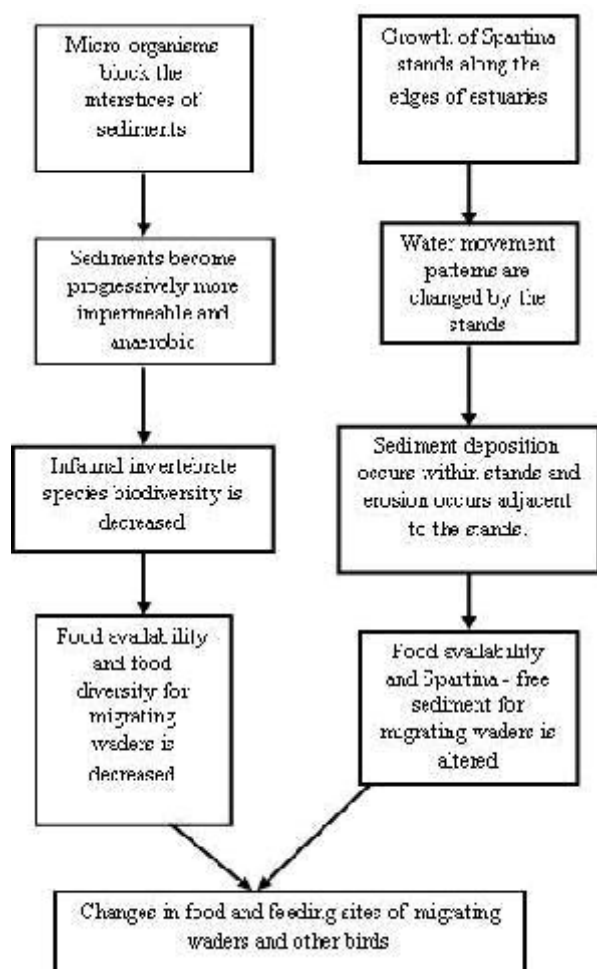 Micro organisms
block the
interstices of
sediments
Sediments become
progressively more
impermeable and
anaerobic
Infaunal invertebrate
species biodiversity is
decreased
Food availability
and food
diversity for
migrating
waders is
decreased
Growth of Spartina
stands along the
edges of estuaries
Water movement
patterns are
changed by the
stands
Sediment deposition
occurs within stands and
erosion occurs adjacent
to the stands.
Food availability
and Spartina - free
sediment for
migrating waders is
altered
Changes in food and feeding sites of migrating
waders and other birds